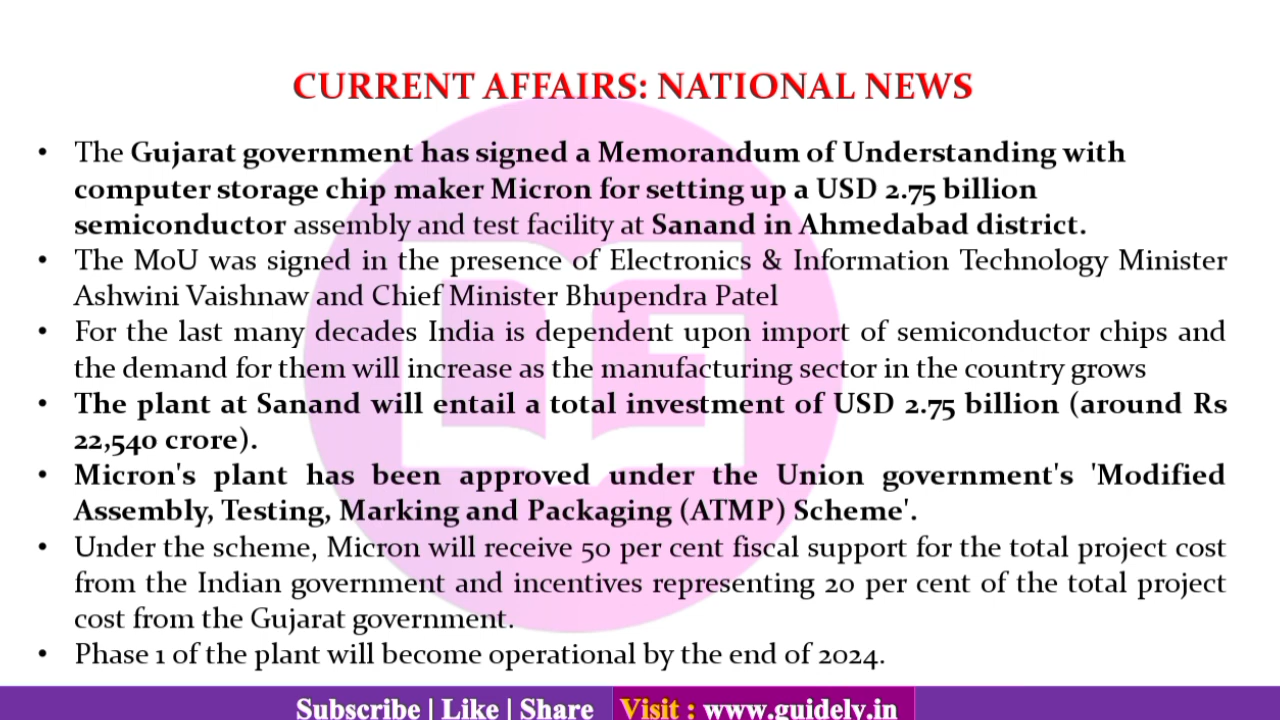 CURRENT AFFAIRS: NATIONAL NEWS
• The Gujarat government has signed a Memorandum of Understanding with
computer storage chip maker Micron for setting up a USD 2.75 billion
semiconductor assembly and test facility at Sanand in Ahmedabad district.
• The MoU was signed in the presence of Electronics & Information Technology Minister
Ashwini Vaishnaw and Chief Minister Bhupendra Patel
• For the last many decades India is dependent upon import of semiconductor chips and
the demand for them will increase as the manufacturing sector in the country grows
• The plant at Sanand will entail a total investment of USD 2.75 billion (around Rs
22,540 crore).
• Micron's plant has been approved under the Union government's 'Modified
Assembly, Testing, Marking and Packaging (ATMP) Scheme'.
• Under the scheme, Micron will receive 50 per cent fiscal support for the total project cost
from the Indian government and incentives representing 20 per cent of the total project
cost from the Gujarat government.
• Phase 1 of the plant will become operational by the end of 2024.
Subscribe | Like | Share Visit : www.guidely.in